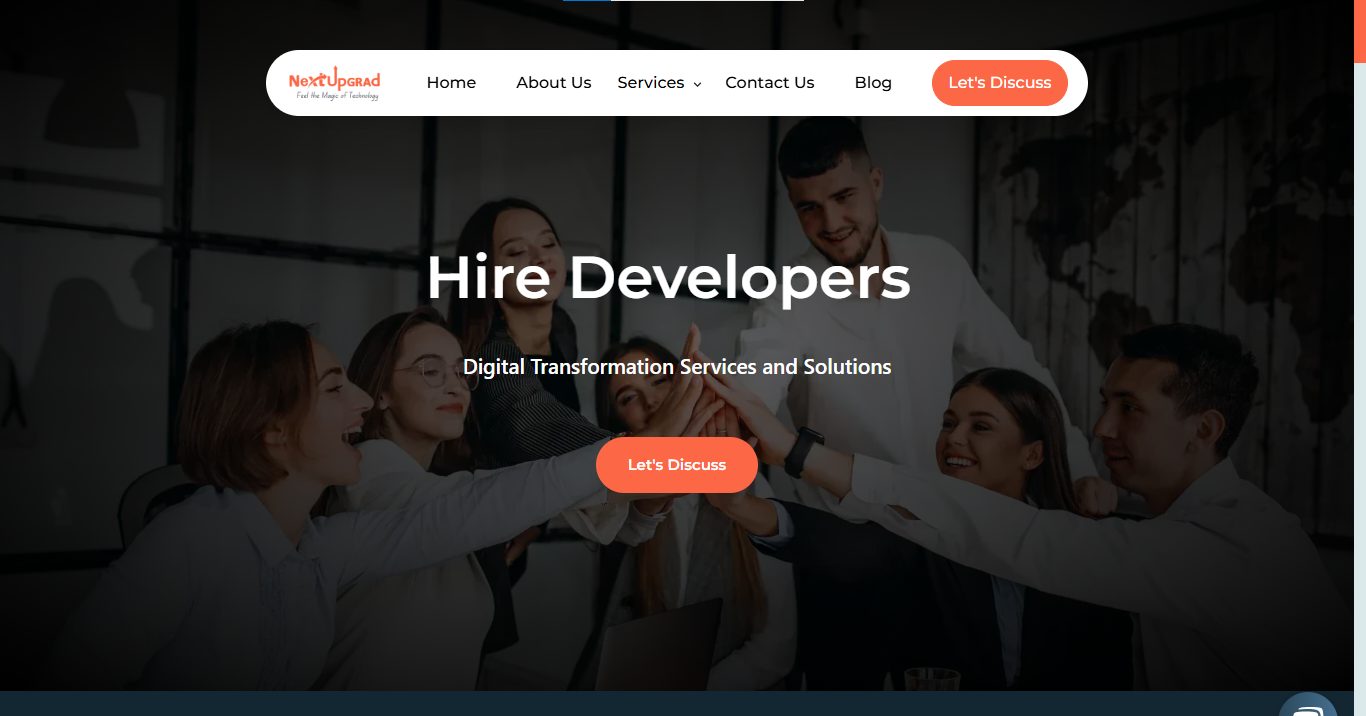 NextUpgrad
Feel the Magic of Technology
Home
About Us
Services
Contact Us
Blog
Let's Discuss
Hire Developers
Digital Transformation Services and Solutions
Let's Discuss